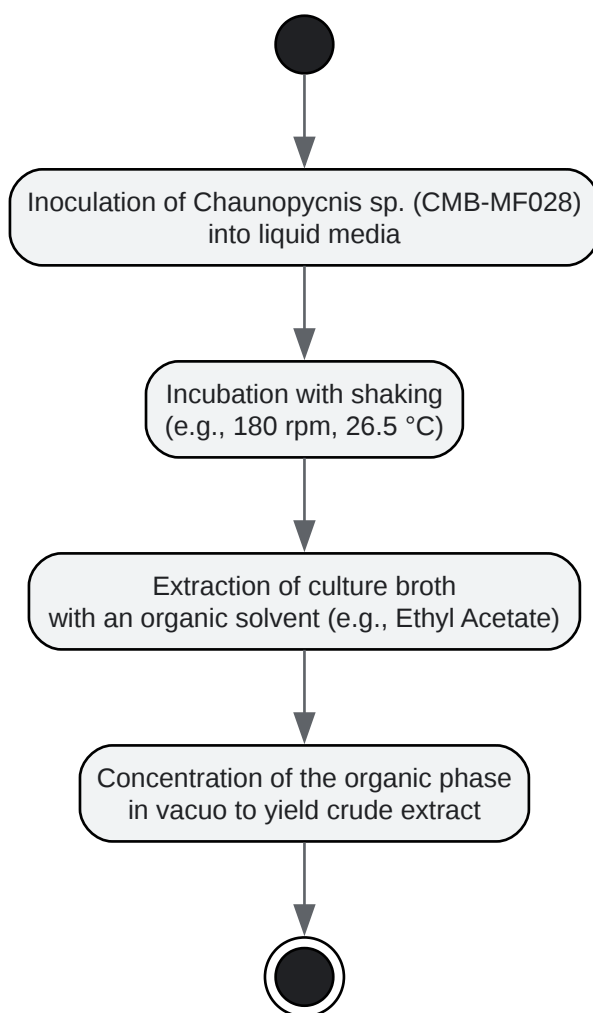 Inoculation of Chaunopycnis sp. (CMB-MF028)
into liquid media
Incubation with shaking
(e.g., 180 rpm, 26.5 °C)
Extraction of culture broth
with an organic solvent (e.g., Ethyl Acetate)
Concentration of the organic phase
in vacuo to yield crude extract